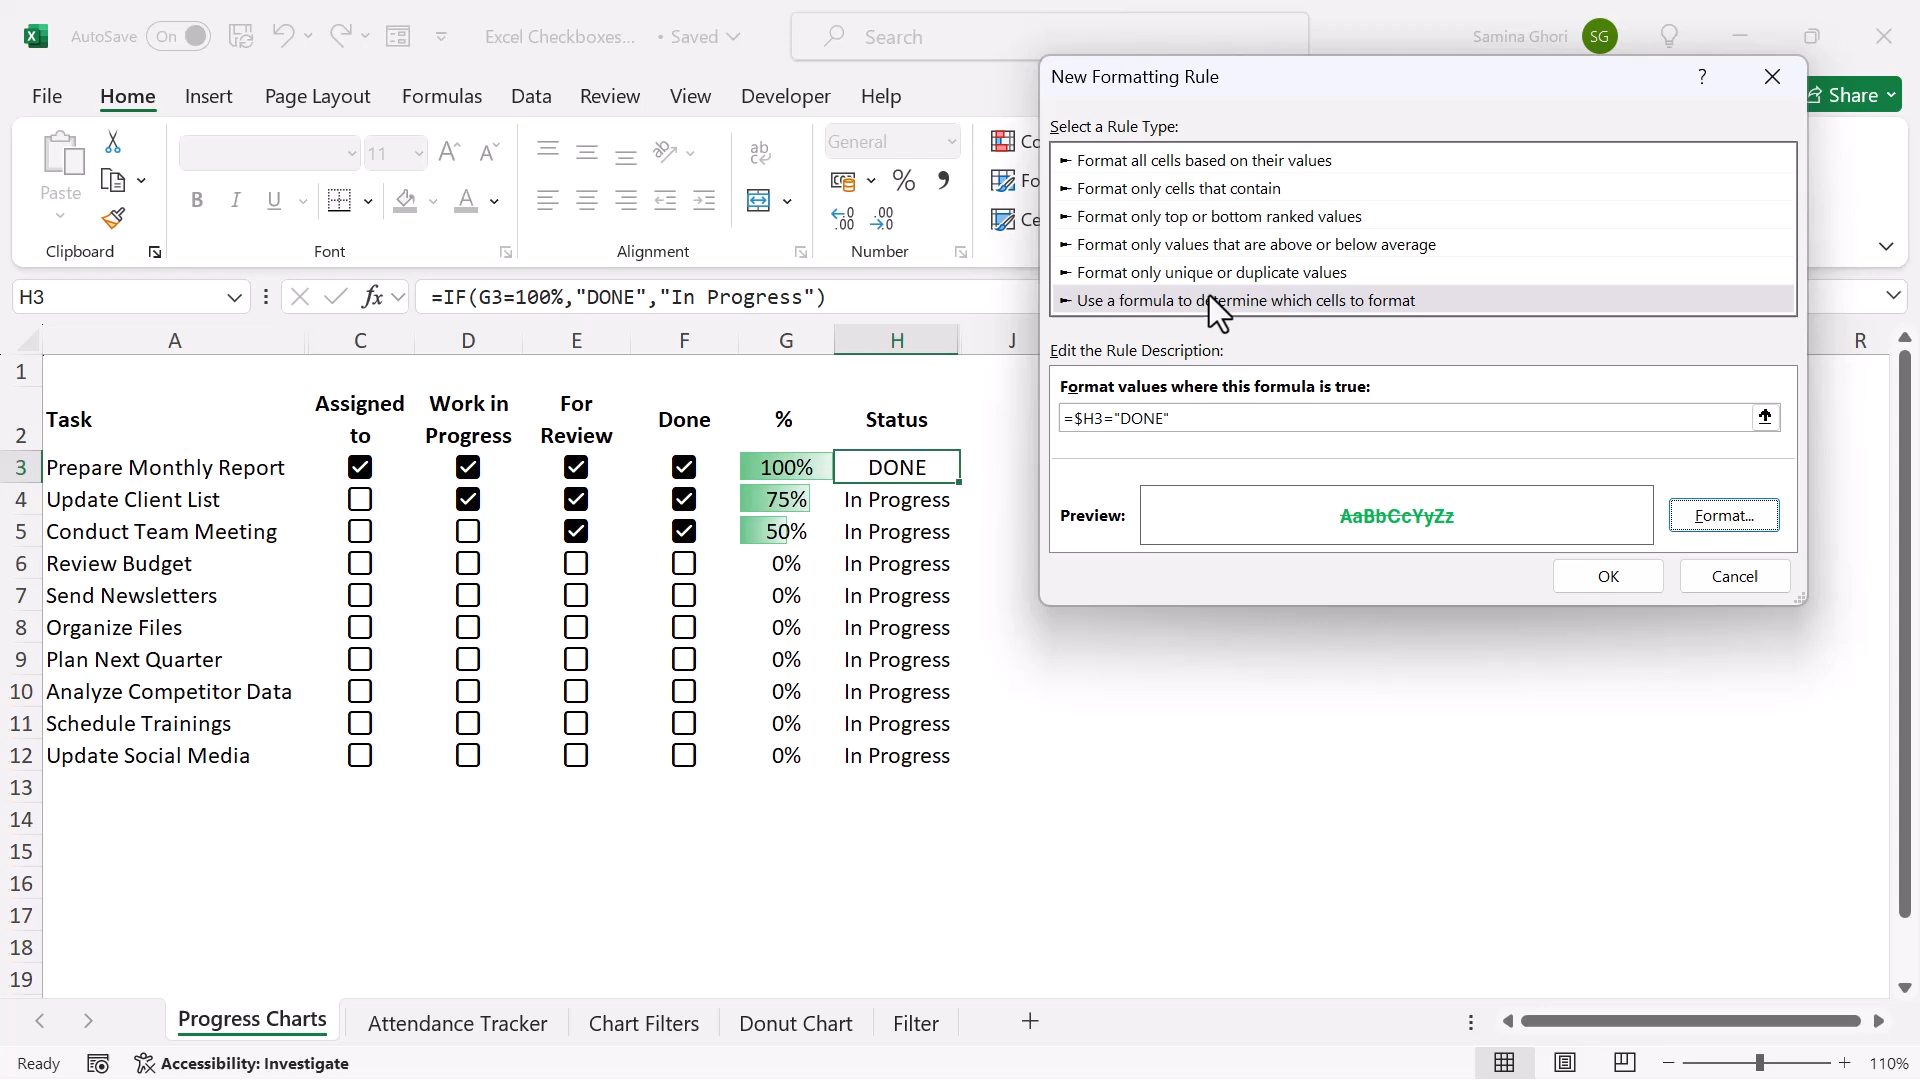 AutoSave On Excel Checkboxes... • Saved Search Samina Ghori SG
File Home Insert Page Layout Formulas Data Review View Developer Help Share
Paste
11
General
Co
Fo
Ce
Clipboard Font Alignment Number
H3 fx =IF(G3=100%,"DONE","In Progress")
New Formatting Rule ?
Select a Rule Type:
► Format all cells based on their values
► Format only cells that contain
► Format only top or bottom ranked values
► Format only values that are above or below average
► Format only unique or duplicate values
► Use a formula to determine which cells to format
Edit the Rule Description:
Format values where this formula is true:
=$H3="DONE"
Preview: AaBbCcYyZz Format...
OK Cancel
A C D E F G H J R
1
2 Task Assigned to Work in Progress For Review Done % Status
3 Prepare Monthly Report 100% DONE
4 Update Client List 75% In Progress
5 Conduct Team Meeting 50% In Progress
6 Review Budget 0% In Progress
7 Send Newsletters 0% In Progress
8 Organize Files 0% In Progress
9 Plan Next Quarter 0% In Progress
10 Analyze Competitor Data 0% In Progress
11 Schedule Trainings 0% In Progress
12 Update Social Media 0% In Progress
13
14
15
16
17
18
19
Progress Charts Attendance Tracker Chart Filters Donut Chart Filter +
Ready Accessibility: Investigate 110%